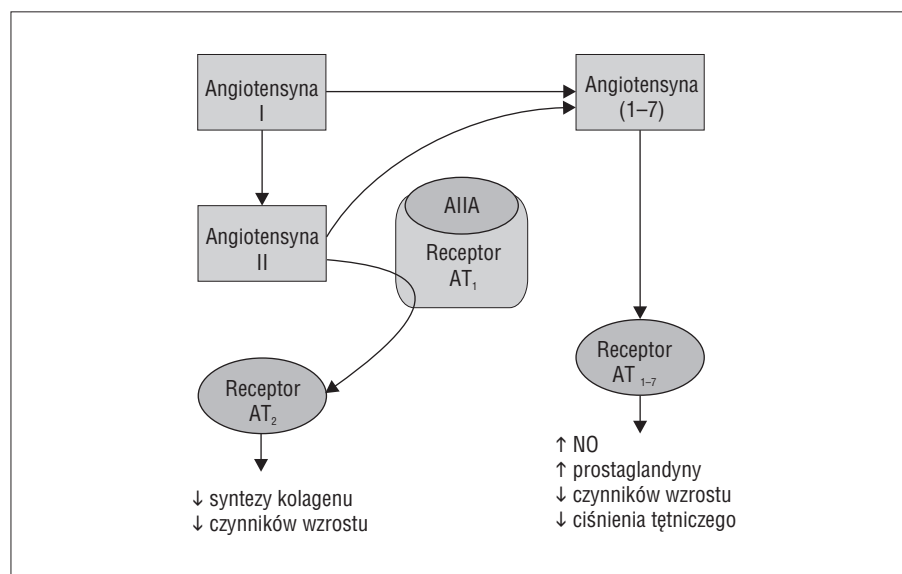 Angiotensyna
I
Angiotensyna
(1–7)
Angiotensyna
II
AIIA
Receptor
AT1
Receptor
AT2
Receptor
AT 1–7
↓ syntezy kolagenu
↓ czynników wzrostu
↑ NO
↑ prostaglandyny
↓ czynników wzrostu
↓ ciśnienia tętniczego